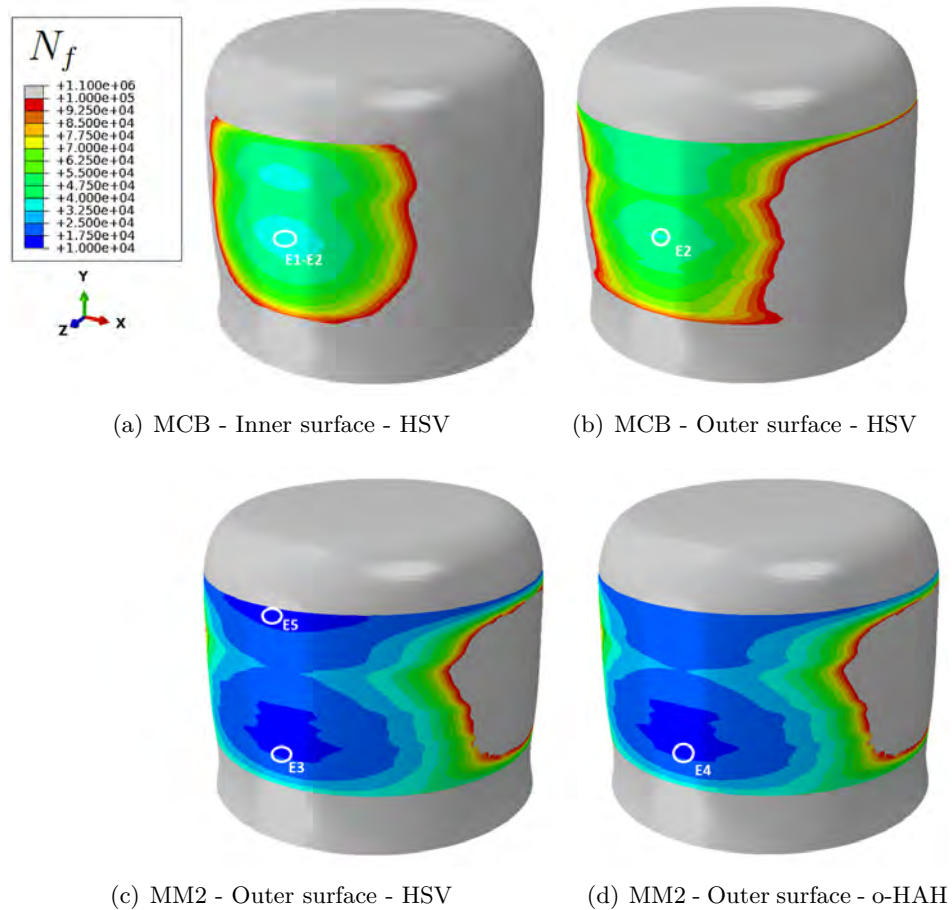 N_f
+1.100e+06
+1.000e+05
+9.250e+04
+8.500e+04
+7.750e+04
+7.000e+04
+6.250e+04
+5.500e+04
+4.750e+04
+4.000e+04
+3.250e+04
+2.500e+04
+1.750e+04
+1.000e+04
Y
Z X
E1-E2
E2
(a) MCB - Inner surface - HSV
(b) MCB - Outer surface - HSV
E5
E3
E4
(c) MM2 - Outer surface - HSV
(d) MM2 - Outer surface - o-HAH